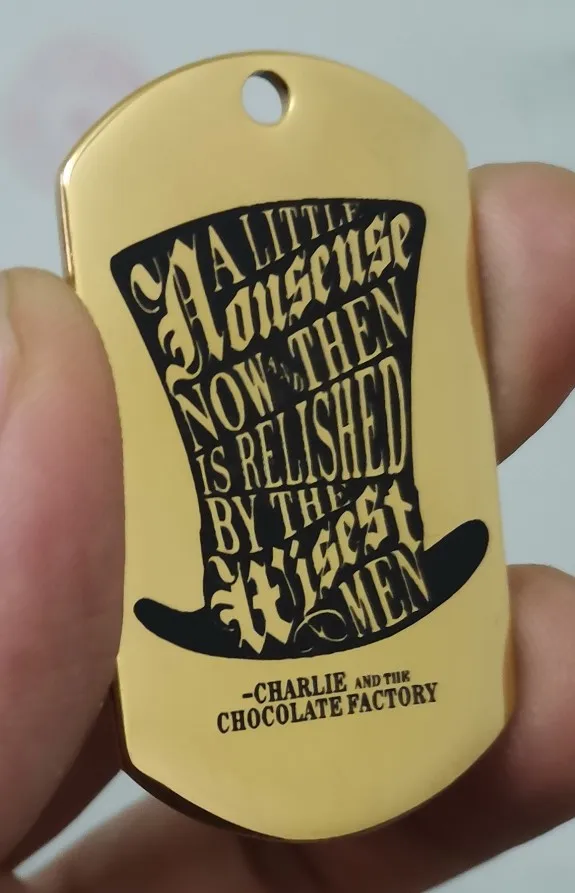 A LITTLE
Nonsense
NOW AND THEN
IS RELISHED
BY THE
Wisest
MEN
-CHARLIE AND THE
CHOCOLATE FACTORY